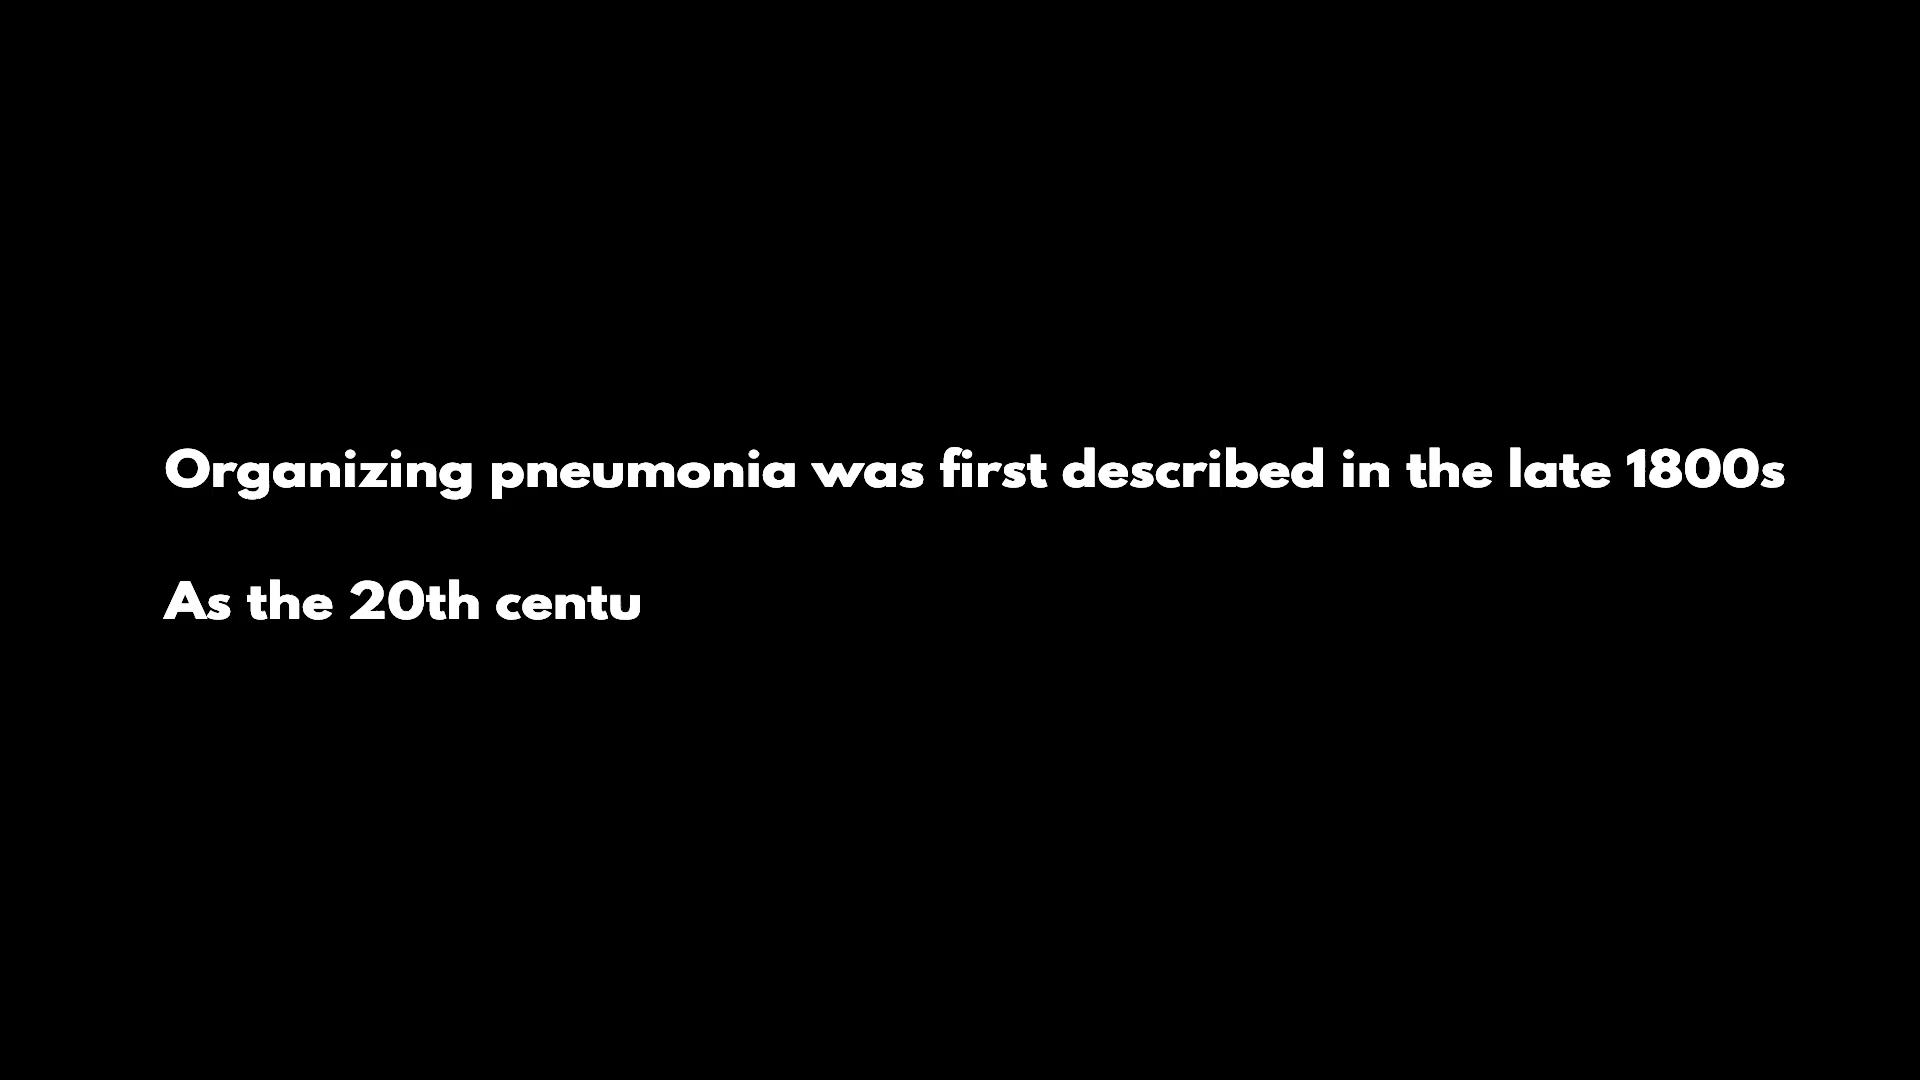 Organizing pneumonia was first described in the late 1800s
As the 20th centu